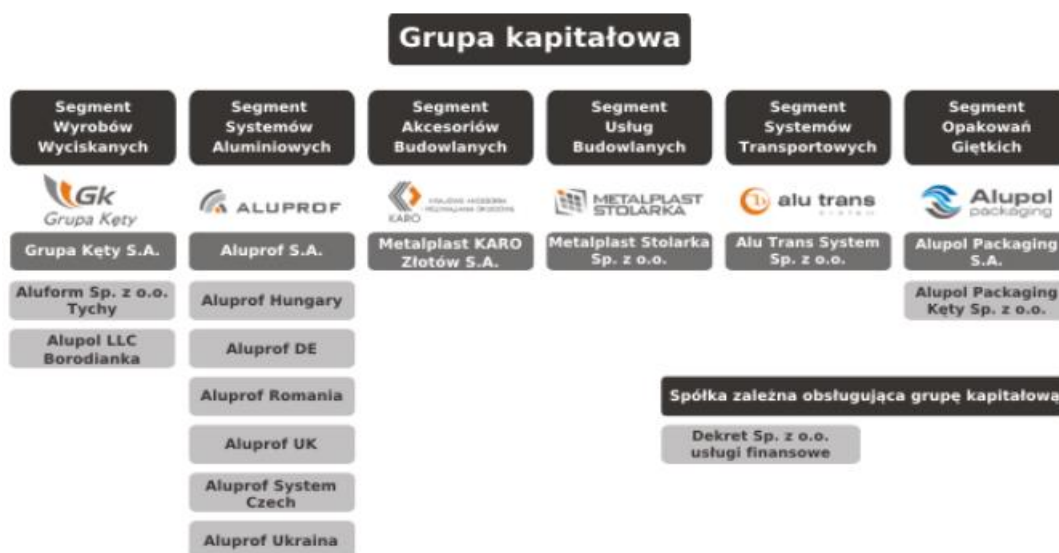 Grupa kapitałowa
Segment
Wyrobów
Wyciskanych
Segment
Systemów
Aluminiowych
Segment
Akcesoriów
Budowlanych
Segment
Usług
Budowlanych
Segment
Systemów
Transportowych
Segment
Opakowań
Giętkich
Gk
Grupa Kęty
ALUPROF
KARO
METALPLAST
STOLARKA
alu trans
SYSTEM
Alupol
packaging
Grupa Kęty S.A.
Aluprof S.A.
Metalplast KARO
Złotów S.A.
Metalplast Stolarka
Sp. z o.o.
Alu Trans System
Sp. z o.o.
Alupol Packaging
S.A.
Aluform Sp. z o.o.
Tychy
Aluprof Hungary
Alupol Packaging
Kęty Sp. z o.o.
Alupol LLC
Borodianka
Aluprof DE
Aluprof Romania
Spółka zależna obsługująca grupę kapitałową
Aluprof UK
Dekret Sp. z o.o.
usługi finansowe
Aluprof System
Czech
Aluprof Ukraina